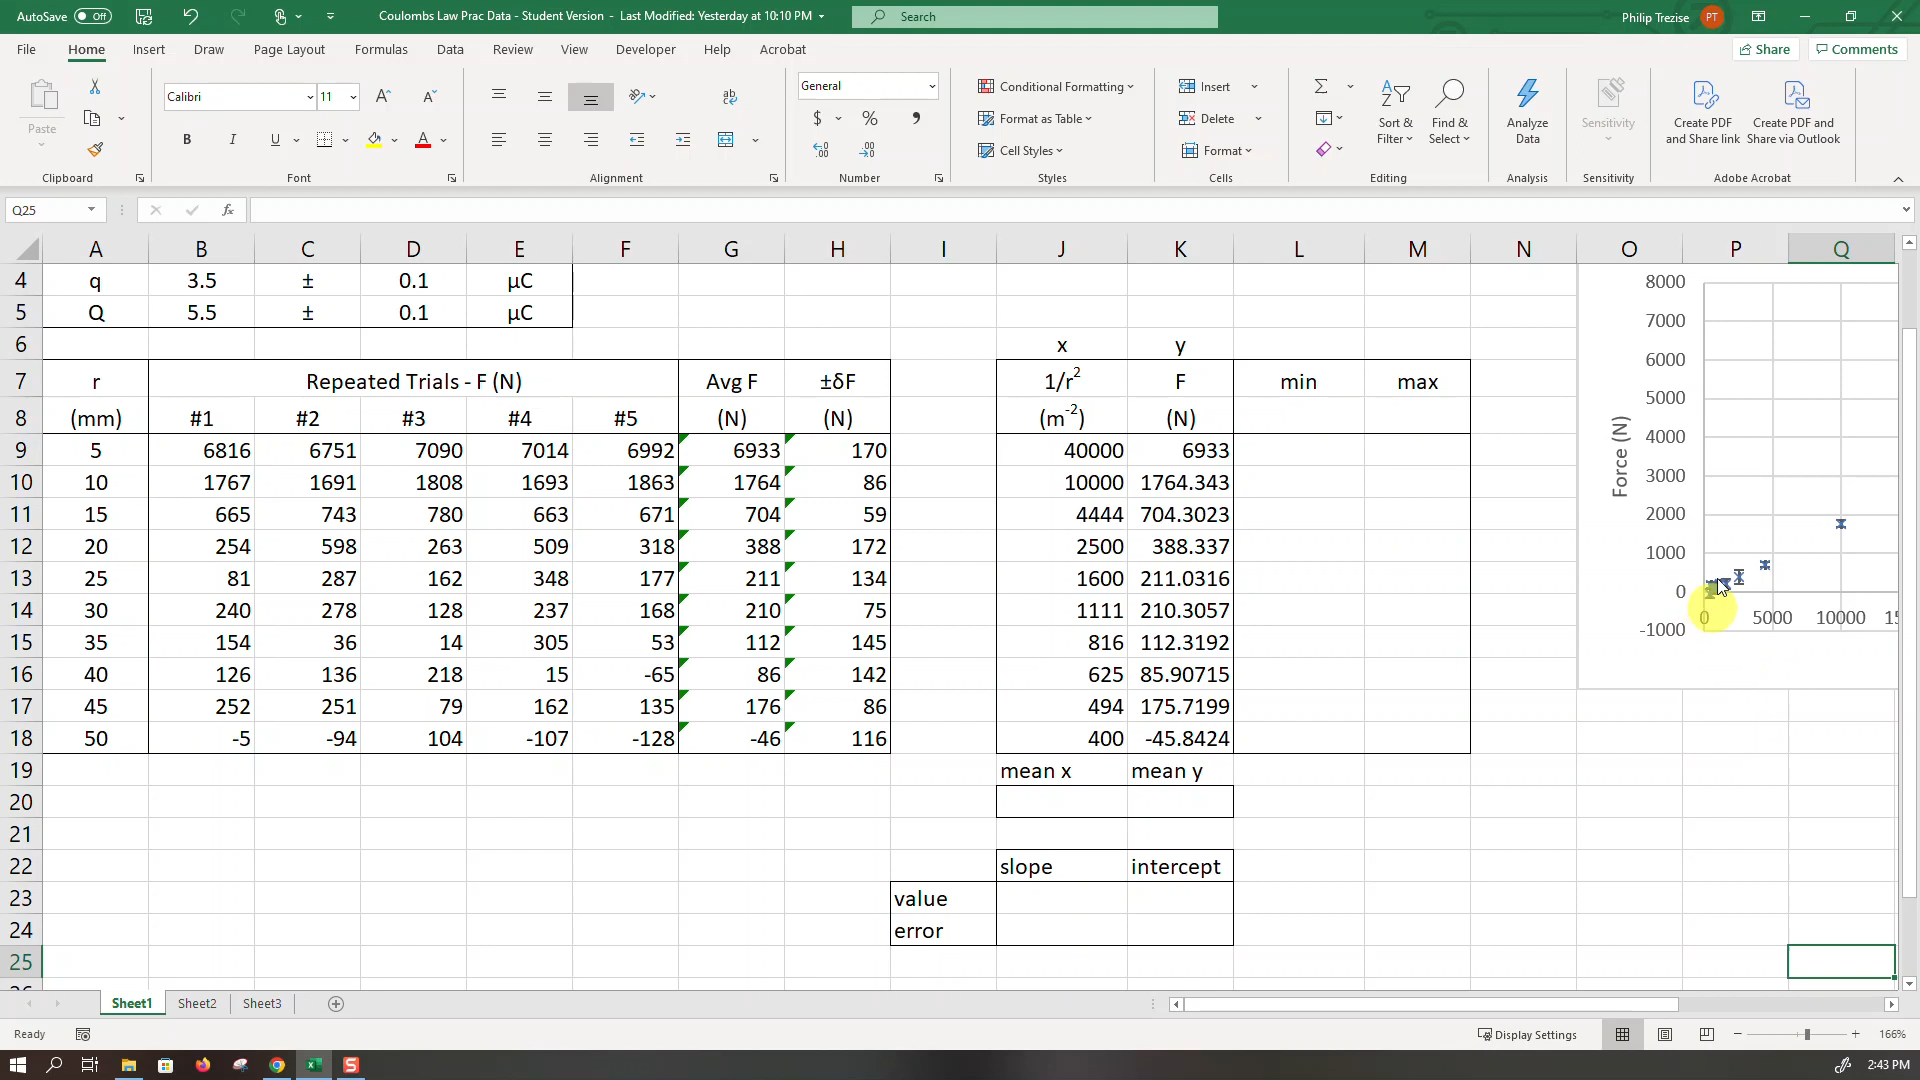 AutoSave Off Coulombs Law Prac Data - Student Version - Last Modified: Yesterday at 10:10 PM Search Philip Trezise PT
File Home Insert Draw Page Layout Formulas Data Review View Developer Help Acrobat Share Comments
Paste Calibri 11 General Conditional Formatting Insert Sort & Filter Find & Select Analyze Data Sensitivity Create PDF and Share link Create PDF and Share via Outlook
B I U A $ % Format as Table Delete
Cell Styles Format
Clipboard Font Alignment Number Styles Cells Editing Analysis Sensitivity Adobe Acrobat
Q25 fx
A B C D E F G H I J K L M N O P Q
4 q 3.5 ± 0.1 μC
5 Q 5.5 ± 0.1 μC
6 x y
7 r Repeated Trials - F (N) Avg F ±δF 1/r² F min max
8 (mm) #1 #2 #3 #4 #5 (N) (N) (m⁻²) (N)
9 5 6816 6751 7090 7014 6992 6933 170 40000 6933
10 10 1767 1691 1808 1693 1863 1764 86 10000 1764.343
11 15 665 743 780 663 671 704 59 4444 704.3023
12 20 254 598 263 509 318 388 172 2500 388.337
13 25 81 287 162 348 177 211 134 1600 211.0316
14 30 240 278 128 237 168 210 75 1111 210.3057
15 35 154 36 14 305 53 112 145 816 112.3192
16 40 126 136 218 15 -65 86 142 625 85.90715
17 45 252 251 79 162 135 176 86 494 175.7199
18 50 -5 -94 104 -107 -128 -46 116 400 -45.8424
19 mean x mean y
20
21
22 slope intercept
23 value
24 error
25
Force (N)
8000
7000
6000
5000
4000
3000
2000
1000
0
-1000
0 5000 10000
Sheet1 Sheet2 Sheet3
Ready Display Settings 166%
2:43 PM